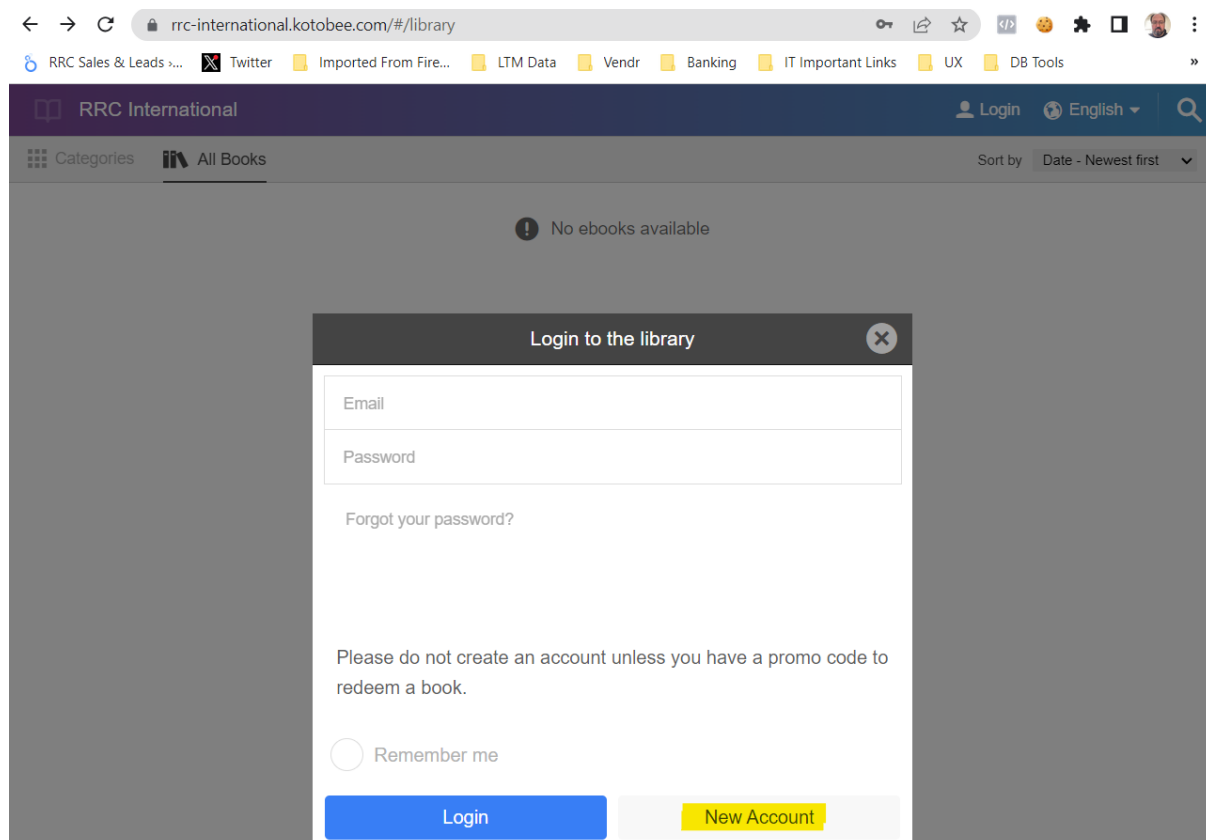 rrc-international.kotobee.com/#/library
RRC Sales & Leads ›... Twitter Imported From Fire... LTM Data Vendr Banking IT Important Links UX DB Tools »
RRC International Login English
Categories All Books Sort by Date - Newest first
No ebooks available
Login to the library
Email
Password
Forgot your password?
Please do not create an account unless you have a promo code to
redeem a book.
Remember me
Login New Account